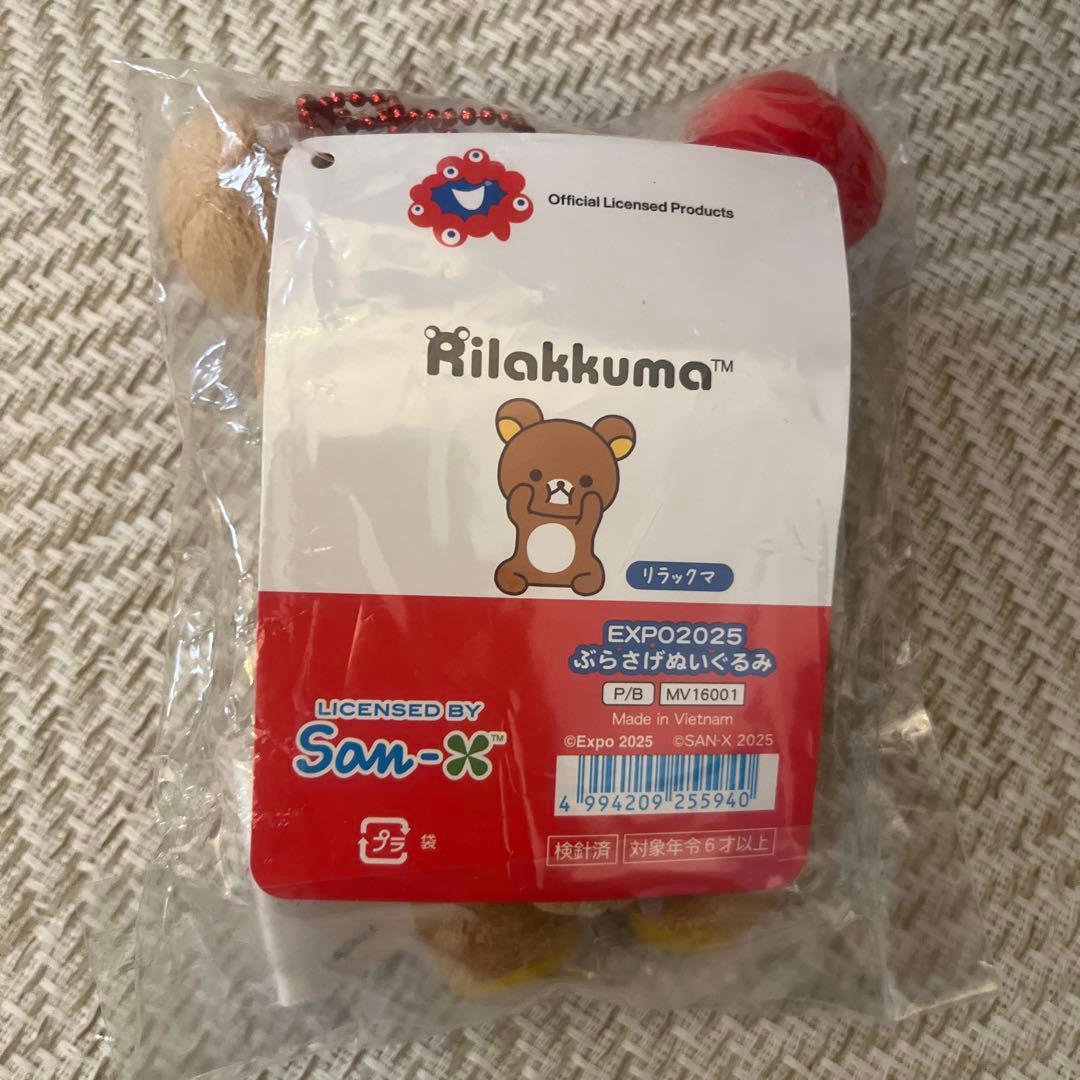 Official Licensed Products
Rilakkuma™
リラックマ
EXPO2025
ぶらさげぬいぐるみ
P/B MV16001
Made in Vietnam
©Expo 2025 ©SAN-X 2025
LICENSED BY
San-X™
4 994209 255940
プラ 袋
検針済 対象年令6才以上